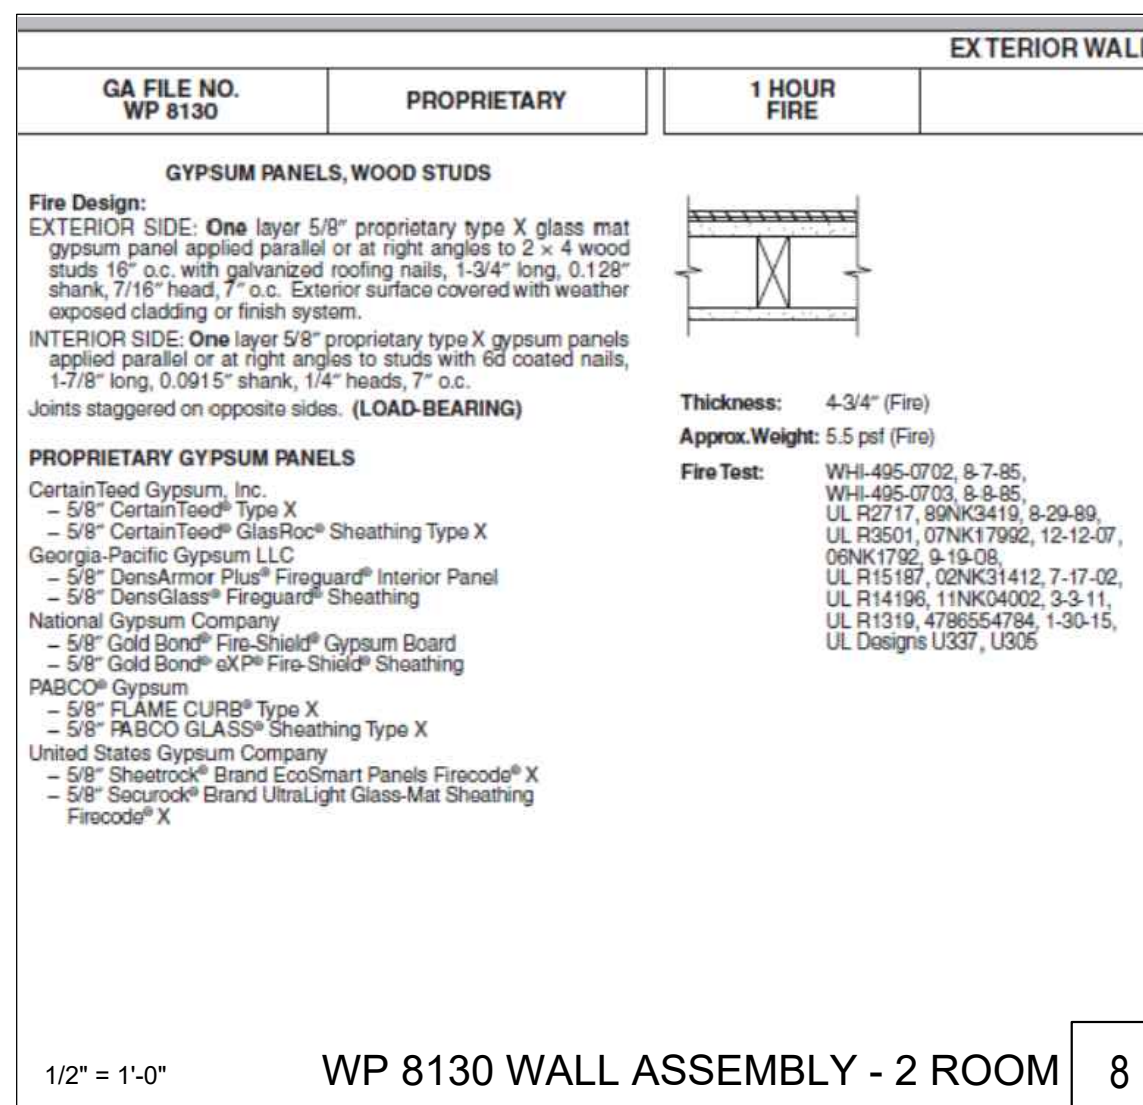 EXTERIOR WALL
GA FILE NO.
WP 8130
PROPRIETARY
1 HOUR
FIRE
GYPSUM PANELS, WOOD STUDS
Fire Design:
EXTERIOR SIDE: One layer 5/8″ proprietary type X glass mat
gypsum panel applied parallel or at right angles to 2 × 4 wood
studs 16″ o.c. with galvanized roofing nails, 1-3/4″ long, 0.128″
shank, 7/16″ head, 7″ o.c. Exterior surface covered with weather
exposed cladding or finish system.
INTERIOR SIDE: One layer 5/8″ proprietary type X gypsum panels
applied parallel or at right angles to studs with 6d coated nails,
1-7/8″ long, 0.0915″ shank, 1/4″ heads, 7″ o.c.
Joints staggered on opposite sides. (LOAD-BEARING)
PROPRIETARY GYPSUM PANELS
CertainTeed Gypsum, Inc.
– 5/8″ CertainTeed® Type X
– 5/8″ CertainTeed® GlasRoc® Sheathing Type X
Georgia-Pacific Gypsum LLC
– 5/8″ DensArmor Plus® Fireguard® Interior Panel
– 5/8″ DensGlass® Fireguard® Sheathing
National Gypsum Company
– 5/8″ Gold Bond® Fire-Shield® Gypsum Board
– 5/8″ Gold Bond® eXP® Fire-Shield® Sheathing
PABCO® Gypsum
– 5/8″ FLAME CURB® Type X
– 5/8″ PABCO GLASS® Sheathing Type X
United States Gypsum Company
– 5/8″ Sheetrock® Brand EcoSmart Panels Firecode® X
– 5/8″ Securock® Brand UltraLight Glass-Mat Sheathing
Firecode® X
Thickness: 4-3/4″ (Fire)
Approx.Weight: 5.5 psf (Fire)
Fire Test: WHI-495-0702, 8-7-85,
WHI-495-0703, 8-8-85,
UL R2717, 89NK3419, 8-29-89,
UL R3501, 07NK17992, 12-12-07,
06NK1792, 9-19-08,
UL R15187, 02NK31412, 7-17-02,
UL R14196, 11NK04002, 3-3-11,
UL R1319, 4786554784, 1-30-15,
UL Designs U337, U305
1/2" = 1'-0"
WP 8130 WALL ASSEMBLY - 2 ROOM
8